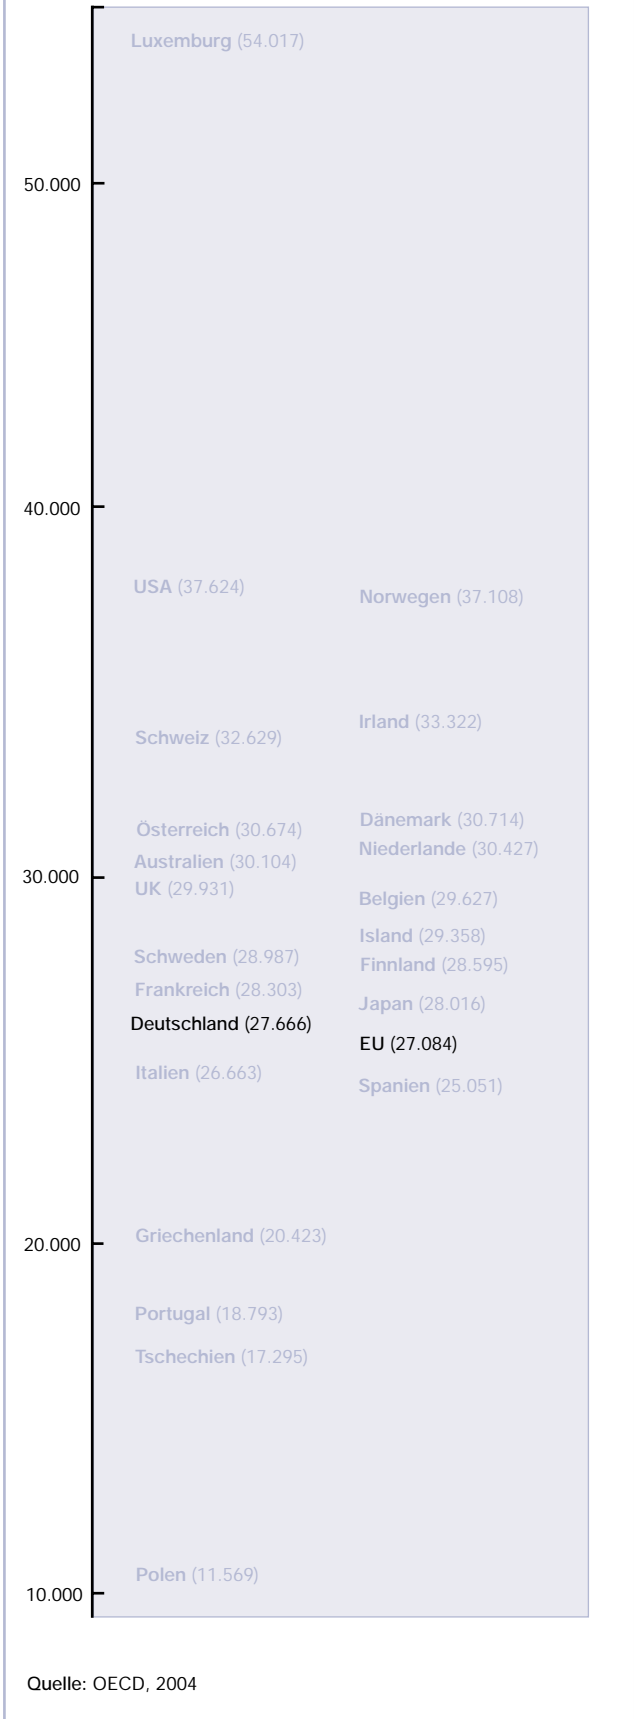 Luxemburg (54.017)
50.000
40.000
USA (37.624)
Norwegen (37.108)
Irland (33.322)
Schweiz (32.629)
Dänemark (30.714)
Österreich (30.674)
Niederlande (30.427)
Australien (30.104)
30.000
UK (29.931)
Belgien (29.627)
Island (29.358)
Schweden (28.987)
Finnland (28.595)
Frankreich (28.303)
Japan (28.016)
Deutschland (27.666)
EU (27.084)
Italien (26.663)
Spanien (25.051)
Griechenland (20.423)
20.000
Portugal (18.793)
Tschechien (17.295)
Polen (11.569)
10.000
Quelle: OECD, 2004